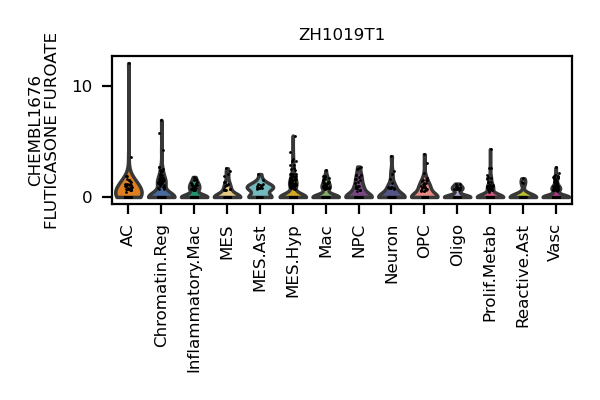 ZH1019T1
CHEMBL1676
FLUTICASONE FUROATE
10
0
AC
Chromatin.Reg
Inflammatory.Mac
MES
MES.Ast
MES.Hyp
Mac
NPC
Neuron
OPC
Oligo
Prolif.Metab
Reactive.Ast
Vasc